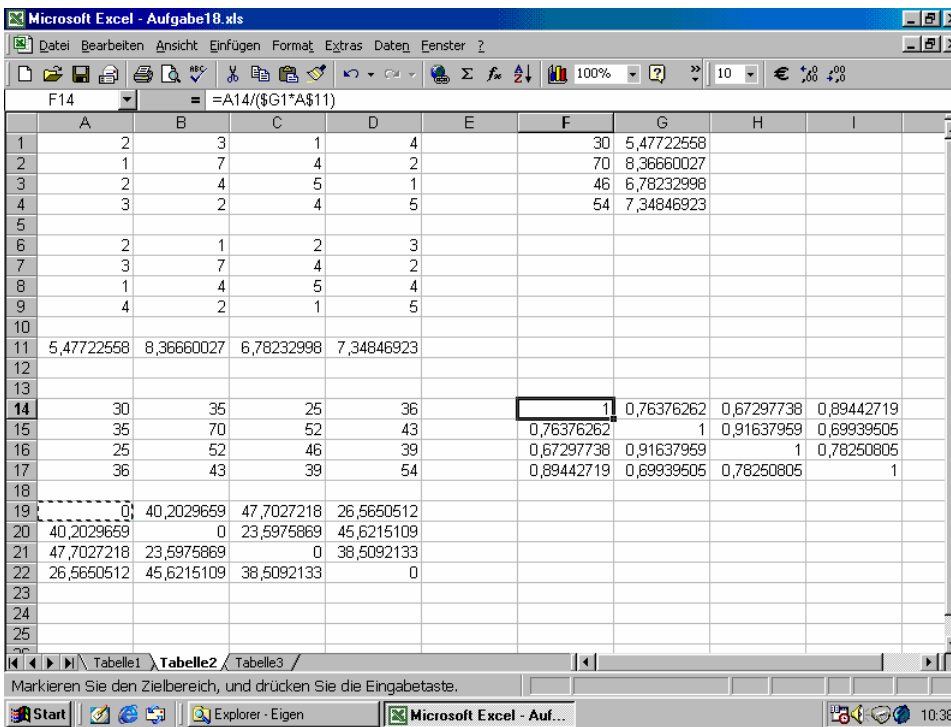 Microsoft Excel - Aufgabe18.xls
Datei Bearbeiten Ansicht Einfügen Format Extras Daten Fenster ?
100% 10
F14 = =A14/($G1*A$11)
A B C D E F G H I
1 2 3 1 4 30 5,47722558
2 1 7 4 2 70 8,36660027
3 2 4 5 1 46 6,78232998
4 3 2 4 5 54 7,34846923
5
6 2 1 2 3
7 3 7 4 2
8 1 4 5 4
9 4 2 1 5
10
11 5,47722558 8,36660027 6,78232998 7,34846923
12
13
14 30 35 25 36 1 0,76376262 0,67297738 0,89442719
15 35 70 52 43 0,76376262 1 0,91637959 0,69939505
16 25 52 46 39 0,67297738 0,91637959 1 0,78250805
17 36 43 39 54 0,89442719 0,69939505 0,78250805 1
18
19 0 40,2029659 47,7027218 26,5650512
20 40,2029659 0 23,5975869 45,6215109
21 47,7027218 23,5975869 0 38,5092133
22 26,5650512 45,6215109 38,5092133 0
23
24
25
Tabelle1 Tabelle2 Tabelle3
Markieren Sie den Zielbereich, und drücken Sie die Eingabetaste.
Start Explorer - Eigen Microsoft Excel - Auf... 10:38